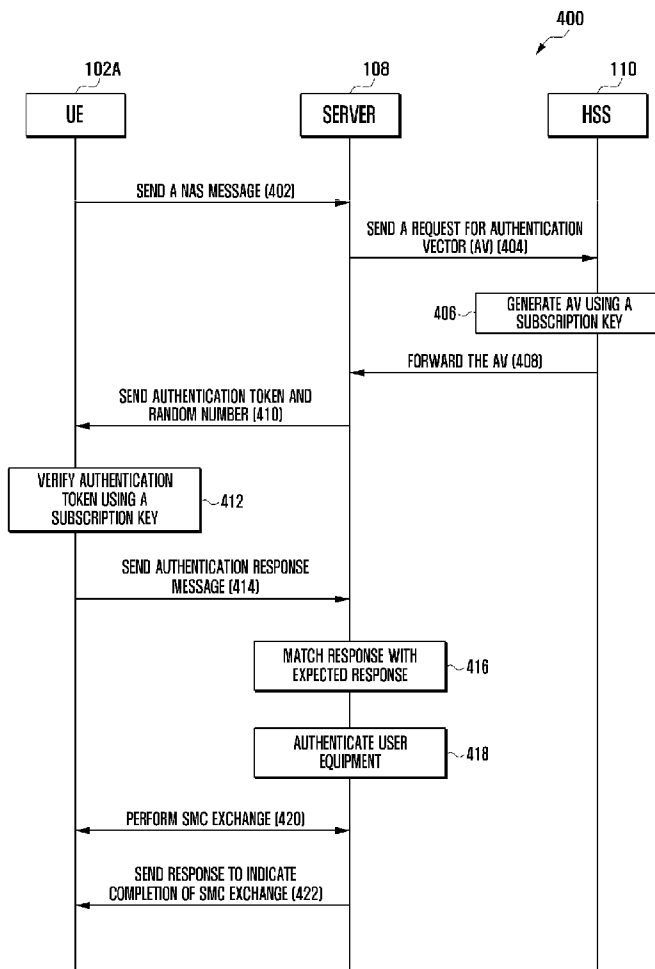 400
102A
108
110
UE
SERVER
HSS
SEND A NAS MESSAGE (402)
SEND A REQUEST FOR AUTHENTICATION
VECTOR (AV) (404)
406
GENERATE AV USING A
SUBSCRIPTION KEY
FORWARD THE AV (408)
SEND AUTHENTICATION TOKEN AND
RANDOM NUMBER (410)
VERIFY AUTHENTICATION
TOKEN USING A
SUBSCRIPTION KEY
412
SEND AUTHENTICATION RESPONSE
MESSAGE (414)
MATCH RESPONSE WITH
EXPECTED RESPONSE
416
AUTHENTICATE USER
EQUIPMENT
418
PERFORM SMC EXCHANGE (420)
SEND RESPONSE TO INDICATE
COMPLETION OF SMC EXCHANGE (422)